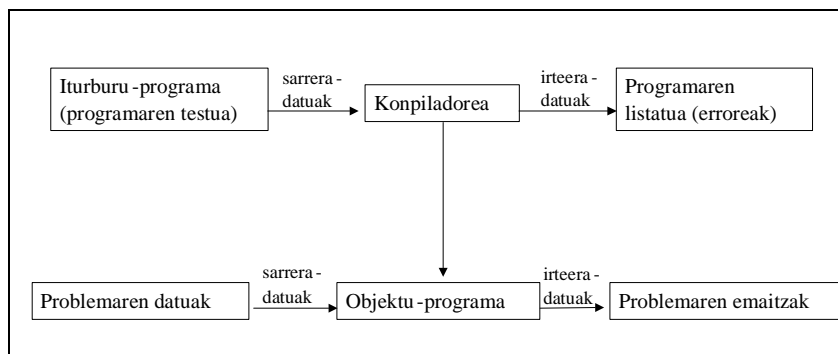 Iturburu-programa
(programaren testua)
sarrera-
datuak
Konpiladorea
irteera-
datuak
Programaren
listatua (erroreak)
Problemaren datuak
sarrera-
datuak
Objektu-programa
irteera-
datuak
Problemaren emaitzak